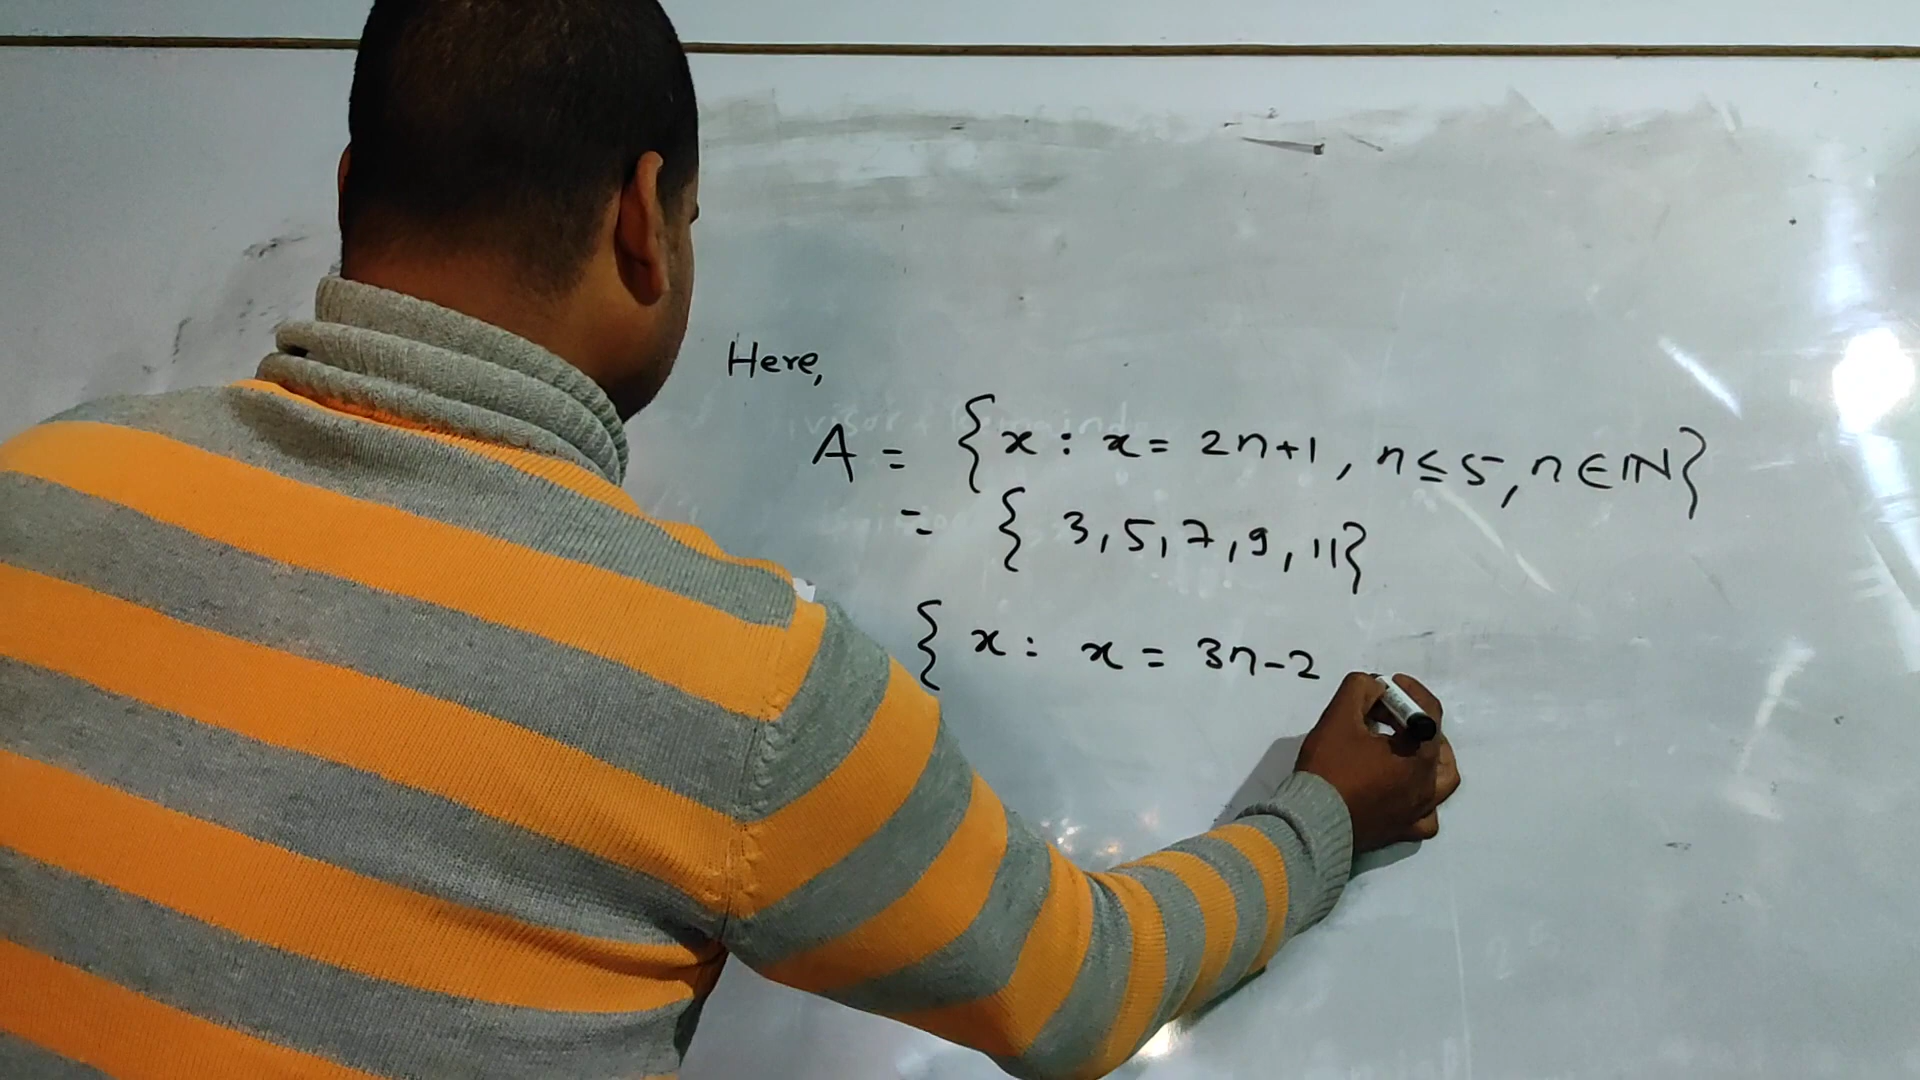 Here,
A = {x : x = 2n+1, n ≤ 5, n ∈ ℕ}
= { 3, 5, 7, 9, 11}
{ x : x = 3n-2